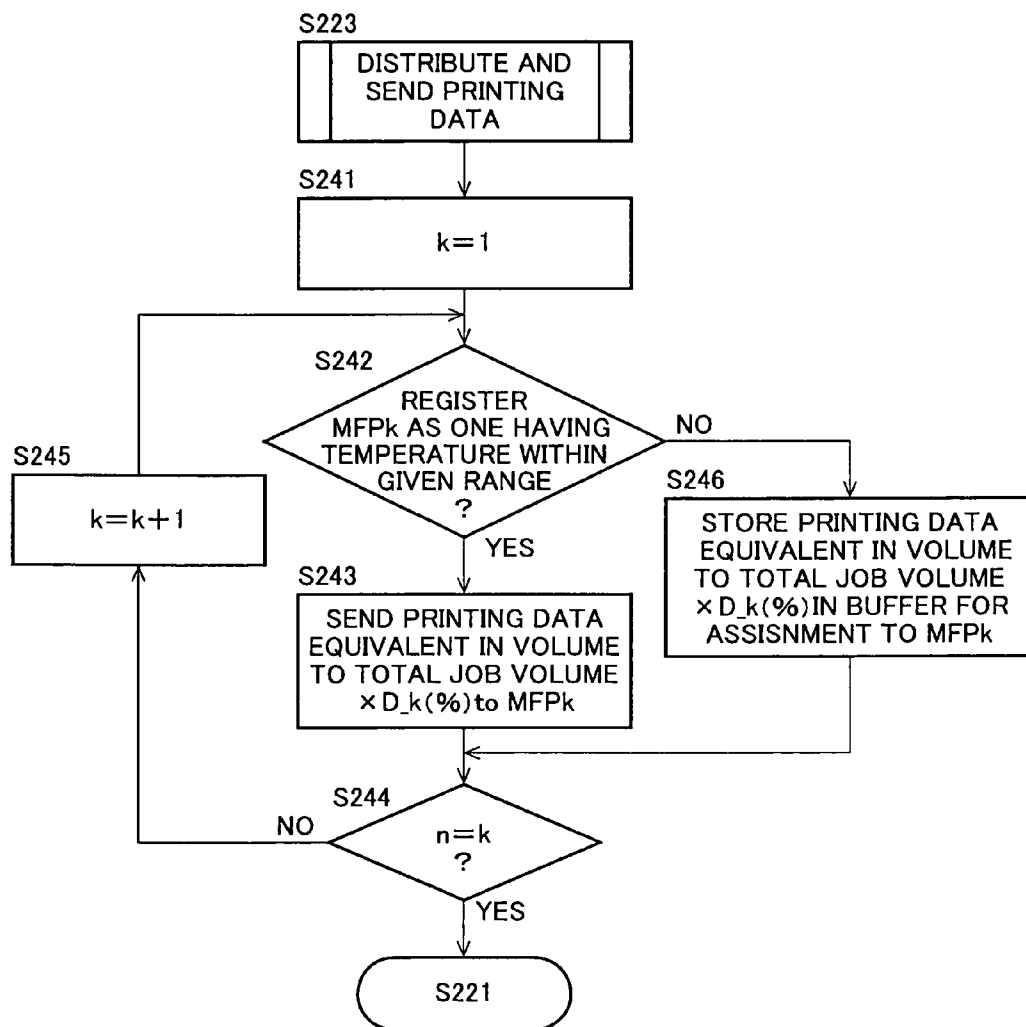 S223
DISTRIBUTE AND
SEND PRINTING
DATA
S241
k=1
S242
REGISTER
MFPk AS ONE HAVING
TEMPERATURE WITHIN
GIVEN RANGE
?
NO
YES
S245
k=k+1
S246
STORE PRINTING DATA
EQUIVALENT IN VOLUME
TO TOTAL JOB VOLUME
×D_k(%)IN BUFFER FOR
ASSISNMENT TO MFPk
S243
SEND PRINTING DATA
EQUIVALENT IN VOLUME
TO TOTAL JOB VOLUME
×D_k(%)to MFPk
S244
NO
n=k
?
YES
S221